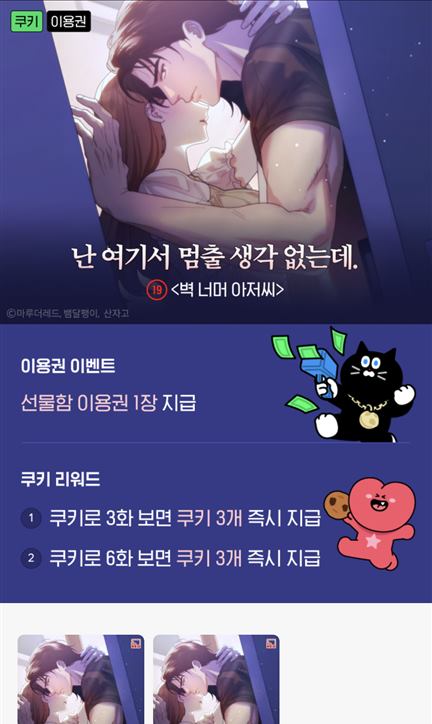 쿠키 이용권
난 여기서 멈출 생각 없는데.
19 <벽 너머 아저씨>
©마루더레드, 뱀달팽이, 산자고
이용권 이벤트
선물함 이용권 1장 지급
쿠키 리워드
1 쿠키로 3화 보면 쿠키 3개 즉시 지급
2 쿠키로 6화 보면 쿠키 3개 즉시 지급